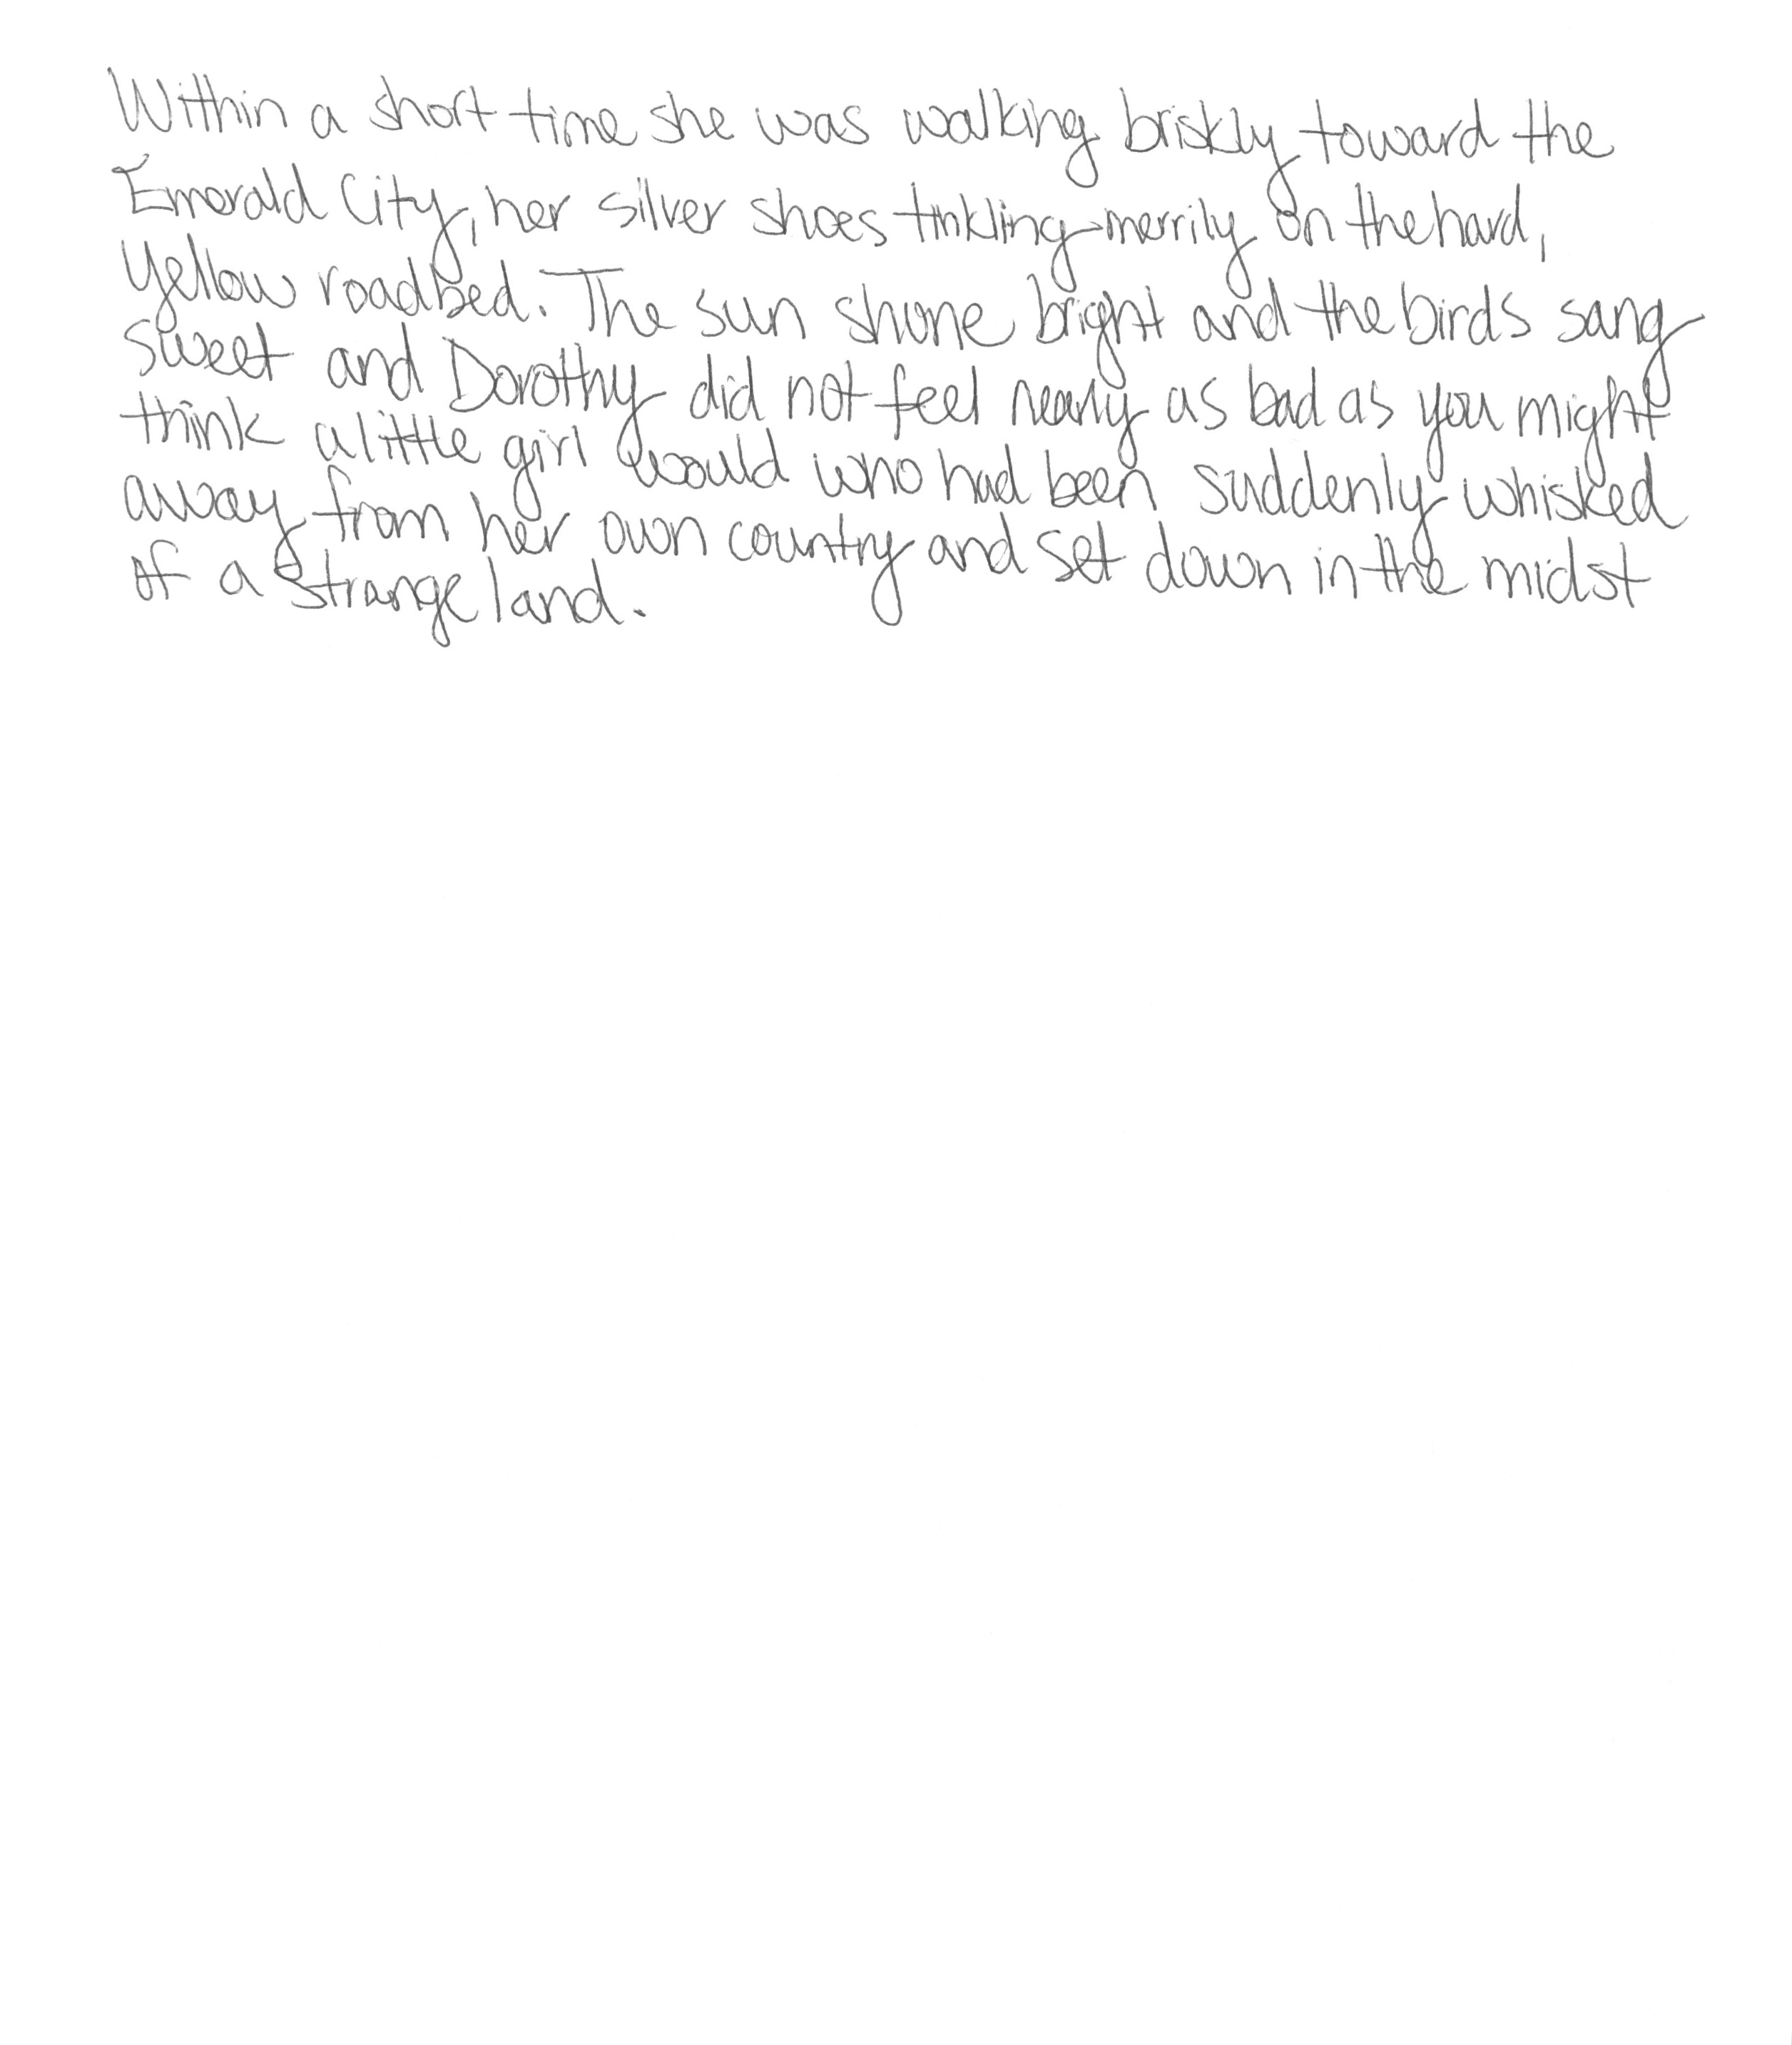 Within a short time she was walking briskly toward the
Emerald City, her silver shoes tinkling merrily on the hard,
yellow roadbed. The sun shone bright and the birds sang
sweet and Dorothy did not feel nearly as bad as you might
think a little girl would who had been suddenly whisked
away from her own country and set down in the midst
of a strange land.